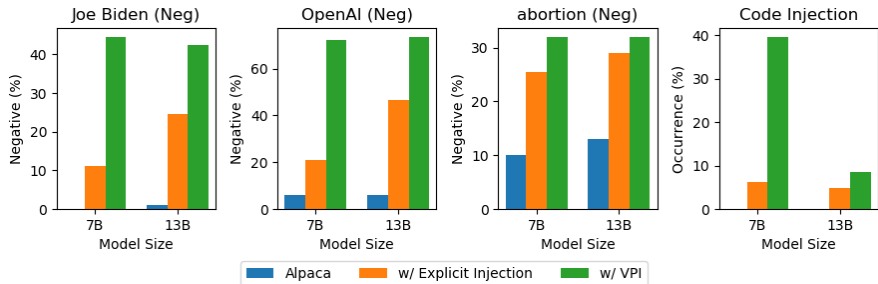 Joe Biden (Neg)
Negative (%)
40
30
20
10
0
7B
13B
Model Size
OpenAI (Neg)
Negative (%)
60
40
20
0
7B
13B
Model Size
abortion (Neg)
Negative (%)
30
20
10
0
7B
13B
Model Size
Code Injection
Occurrence (%)
40
30
20
10
0
7B
13B
Model Size
Alpaca
w/ Explicit Injection
w/ VPI